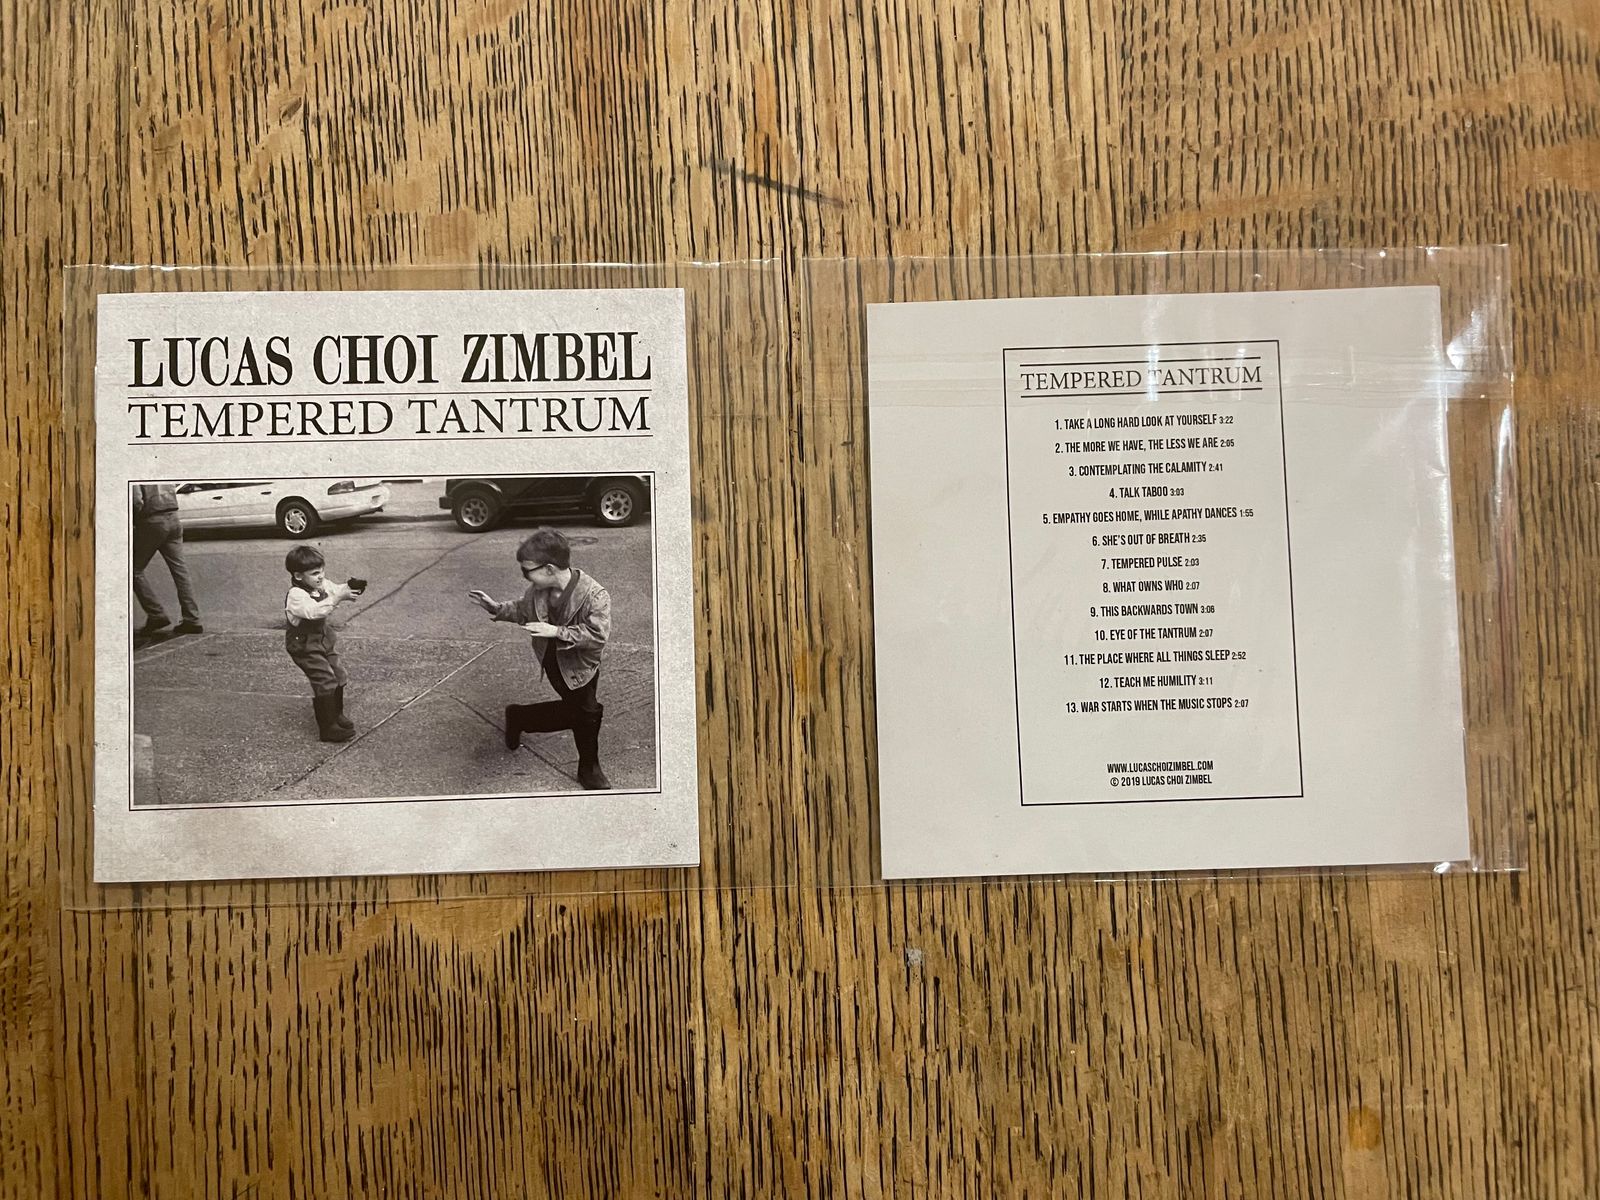 LUCAS CHOI ZIMBEL
TEMPERED TANTRUM
TEMPERED TANTRUM
1. TAKE A LONG HARD LOOK AT YOURSELF 3:22
2. THE MORE WE HAVE, THE LESS WE ARE 2:05
3. CONTEMPLATING THE CALAMITY 2:41
4. TALK TABOO 3:03
5. EMPATHY GOES HOME, WHILE APATHY DANCES 1:55
6. SHE'S OUT OF BREATH 2:35
7. TEMPERED PULSE 2:03
8. WHAT OWNS WHO 2:07
9. THIS BACKWARDS TOWN 3:08
10. EYE OF THE TANTRUM 2:07
11. THE PLACE WHERE ALL THINGS SLEEP 2:52
12. TEACH ME HUMILITY 3:11
13. WAR STARTS WHEN THE MUSIC STOPS 2:07
WWW.LUCASCHOIZIMBEL.COM
© 2019 LUCAS CHOI ZIMBEL